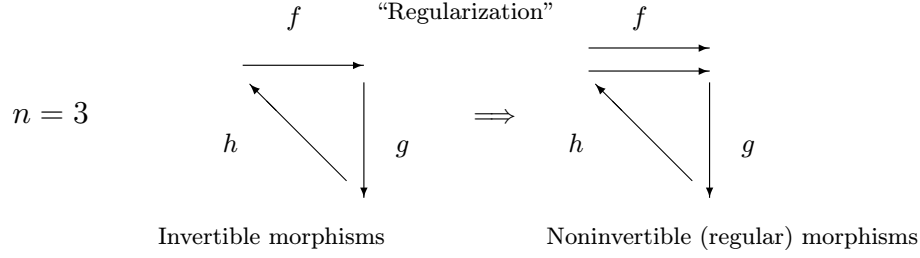 f “Regularization” f
n = 3
h g ⟹ h g
Invertible morphisms Noninvertible (regular) morphisms